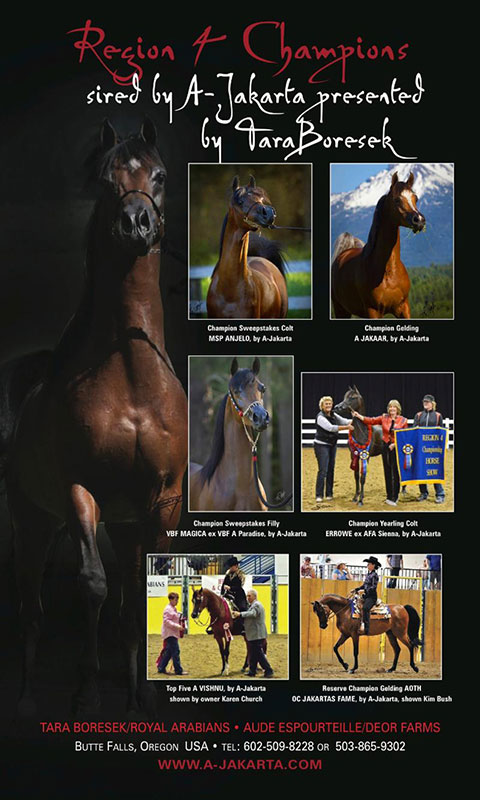 Region 4 Champions
sired by A-Jakarta presented
by Tara Boresek
Champion Sweepstakes Colt
MSP ANJELO, by A-Jakarta
Champion Gelding
A JAKAAR, by A-Jakarta
Champion Sweepstakes Filly
VBF MAGICA ex VBF A Paradise, by A-Jakarta
REGION 4
Championship
HORSE
SHOW
Champion Yearling Colt
ERROWE ex AFA Sienna, by A-Jakarta
Top Five A VISHNU, by A-Jakarta
shown by owner Karen Church
Reserve Champion Gelding AOTH
OC JAKARTAS FAME, by A-Jakarta, shown Kim Bush
TARA BORESEK/ROYAL ARABIANS • AUDE ESPOURTEILLE/DEOR FARMS
BUTTE FALLS, OREGON USA • TEL: 602-509-8228 OR 503-865-9302
WWW.A-JAKARTA.COM